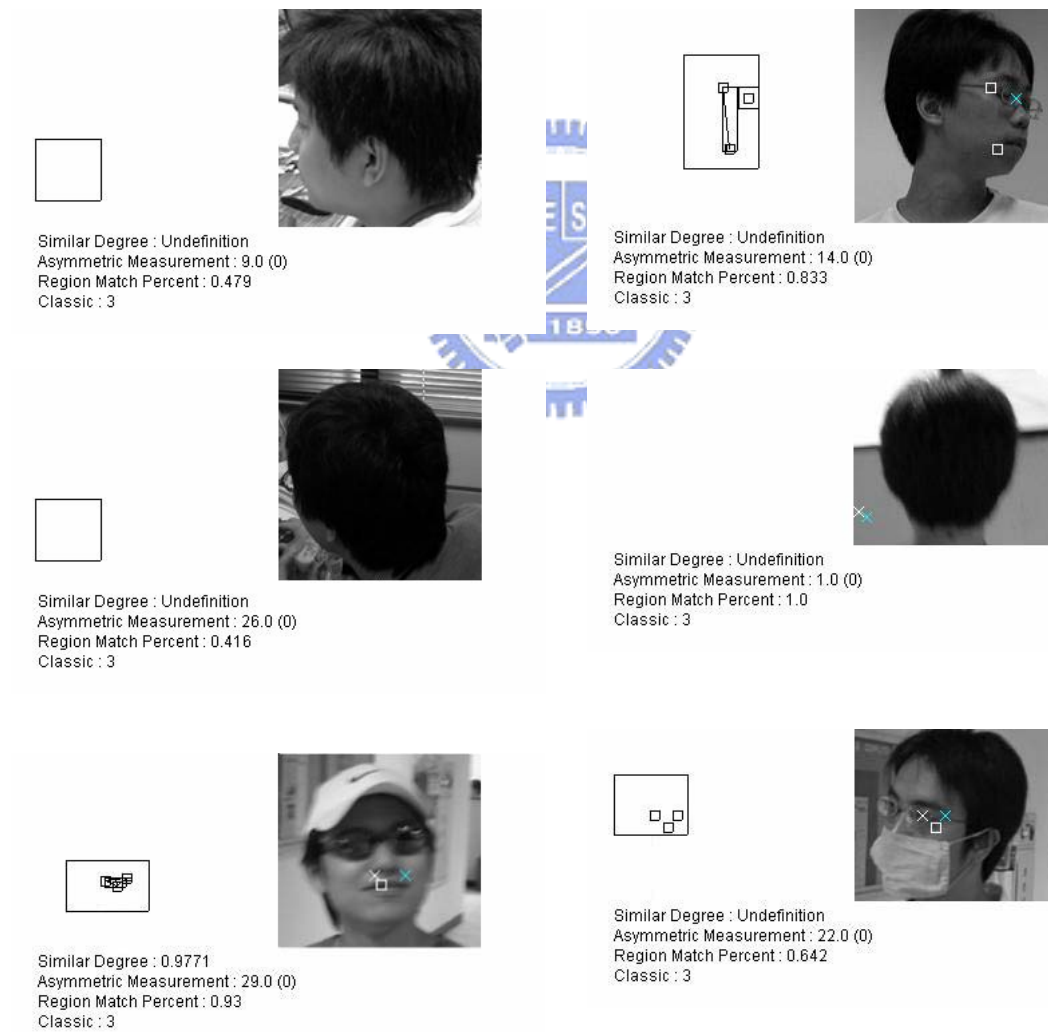 Similar Degree : Undefinition
Asymmetric Measurement : 9.0 (0)
Region Match Percent : 0.479
Classic : 3
Similar Degree : Undefinition
Asymmetric Measurement : 14.0 (0)
Region Match Percent : 0.833
Classic : 3
E S
Similar Degree : Undefinition
Asymmetric Measurement : 26.0 (0)
Region Match Percent : 0.416
Classic : 3
Similar Degree : Undefinition
Asymmetric Measurement : 1.0 (0)
Region Match Percent : 1.0
Classic : 3
Similar Degree : 0.9771
Asymmetric Measurement : 29.0 (0)
Region Match Percent : 0.93
Classic : 3
Similar Degree : Undefinition
Asymmetric Measurement : 22.0 (0)
Region Match Percent : 0.642
Classic : 3